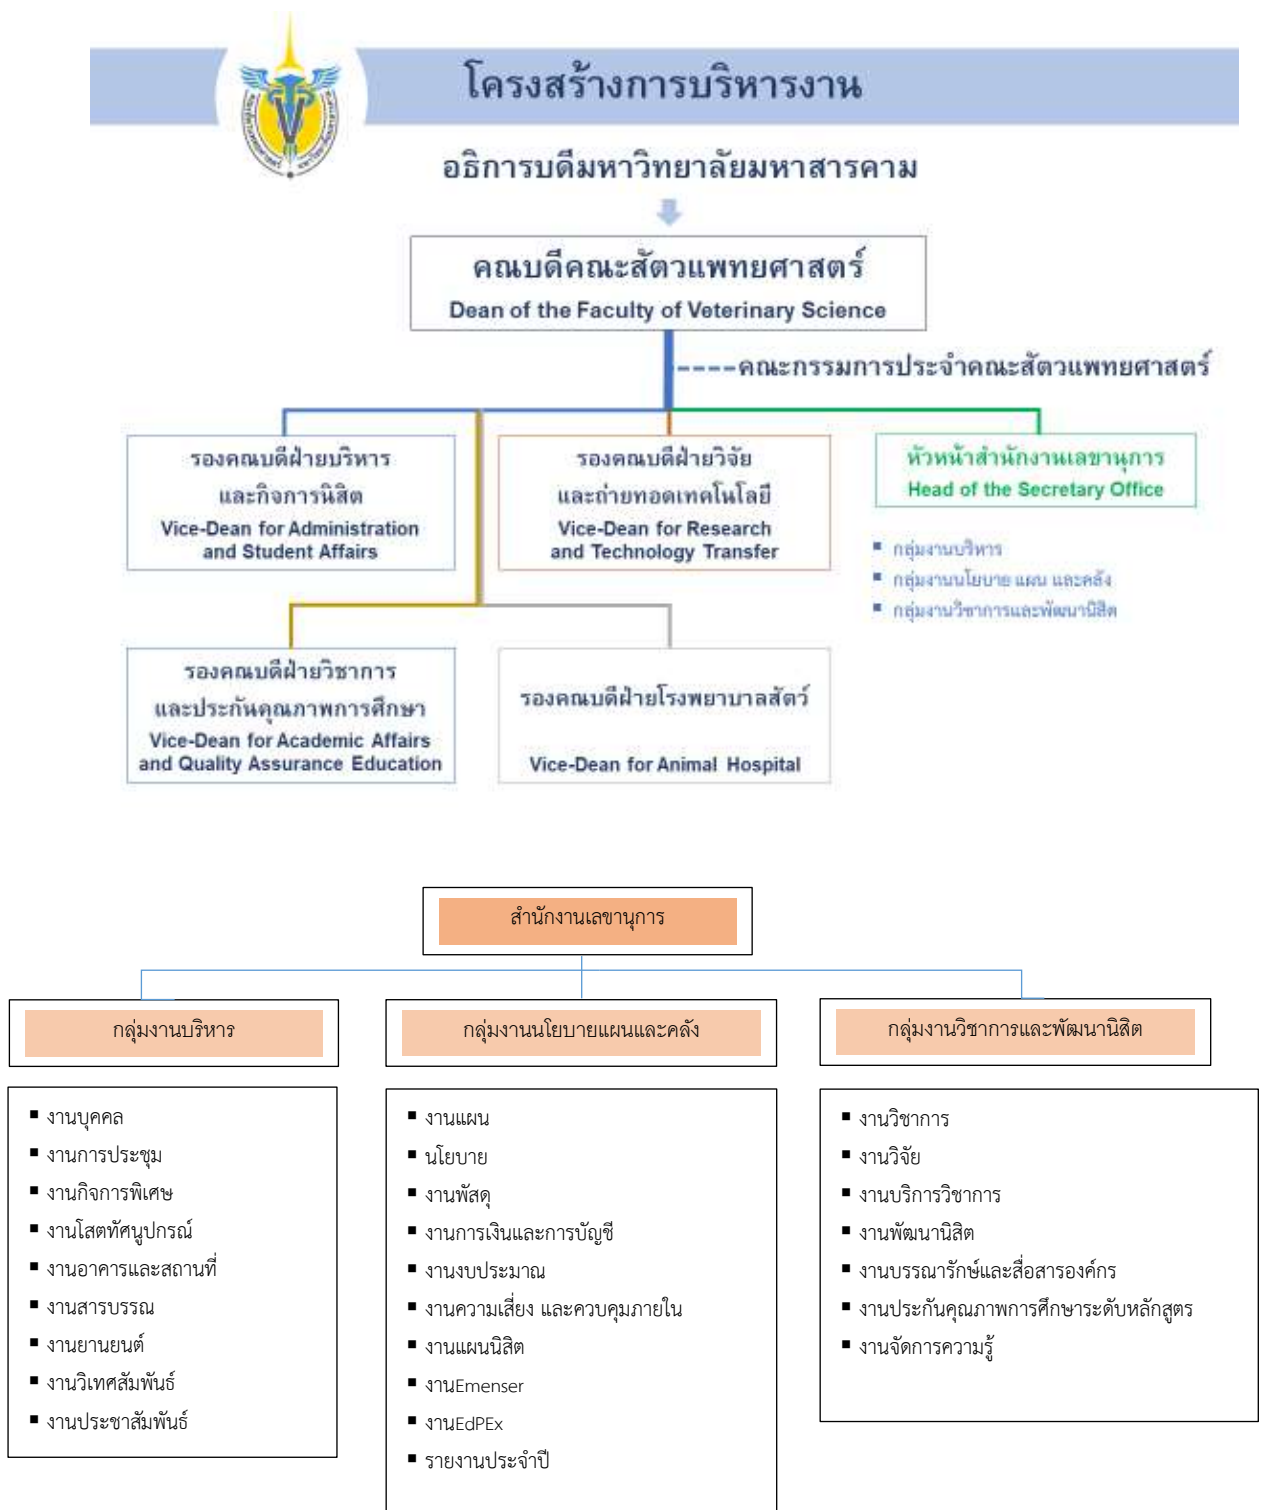 โครงสร้างการบริหารงาน
อธิการบดีมหาวิทยาลัยมหาสารคาม
คณบดีคณะสัตวแพทยศาสตร์
Dean of the Faculty of Veterinary Science
คณะกรรมการประจำคณะสัตวแพทยศาสตร์
รองคณบดีฝ่ายบริหาร
และกิจการนิสิต
Vice-Dean for Administration
and Student Affairs
รองคณบดีฝ่ายวิจัย
และถ่ายทอดเทคโนโลยี
Vice-Dean for Research
and Technology Transfer
หัวหน้าสำนักงานเลขานุการ
Head of the Secretary Office
▪ กลุ่มงานบริหาร
▪ กลุ่มงานนโยบาย แผน และคลัง
▪ กลุ่มงานวิชาการและพัฒนานิสิต
รองคณบดีฝ่ายวิชาการ
และประกันคุณภาพการศึกษา
Vice-Dean for Academic Affairs
and Quality Assurance Education
รองคณบดีฝ่ายโรงพยาบาลสัตว์
Vice-Dean for Animal Hospital
สำนักงานเลขานุการ
กลุ่มงานบริหาร
▪ งานบุคคล
▪ งานการประชุม
▪ งานกิจการพิเศษ
▪ งานโสตทัศนูปกรณ์
▪ งานอาคารและสถานที่
▪ งานสารบรรณ
▪ งานยานยนต์
▪ งานวิเทศสัมพันธ์
▪ งานประชาสัมพันธ์
กลุ่มงานนโยบายแผนและคลัง
▪ งานแผน
▪ นโยบาย
▪ งานพัสดุ
▪ งานการเงินและการบัญชี
▪ งานงบประมาณ
▪ งานความเสี่ยง และควบคุมภายใน
▪ งานแผนนิสิต
▪ งานEmenser
▪ งานEdPEx
▪ รายงานประจำปี
กลุ่มงานวิชาการและพัฒนานิสิต
▪ งานวิชาการ
▪ งานวิจัย
▪ งานบริการวิชาการ
▪ งานพัฒนานิสิต
▪ งานบรรณารักษ์และสื่อสารองค์กร
▪ งานประกันคุณภาพการศึกษาระดับหลักสูตร
▪ งานจัดการความรู้